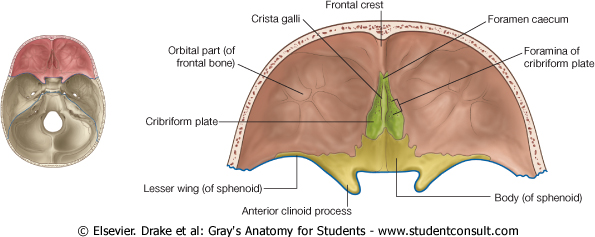 Frontal crest
Crista galli
Foramen caecum
Orbital part (of
frontal bone)
Foramina of
cribriform plate
Cribriform plate
Lesser wing (of sphenoid)
Body (of sphenoid)
Anterior clinoid process
© Elsevier. Drake et al: Gray's Anatomy for Students - www.studentconsult.com